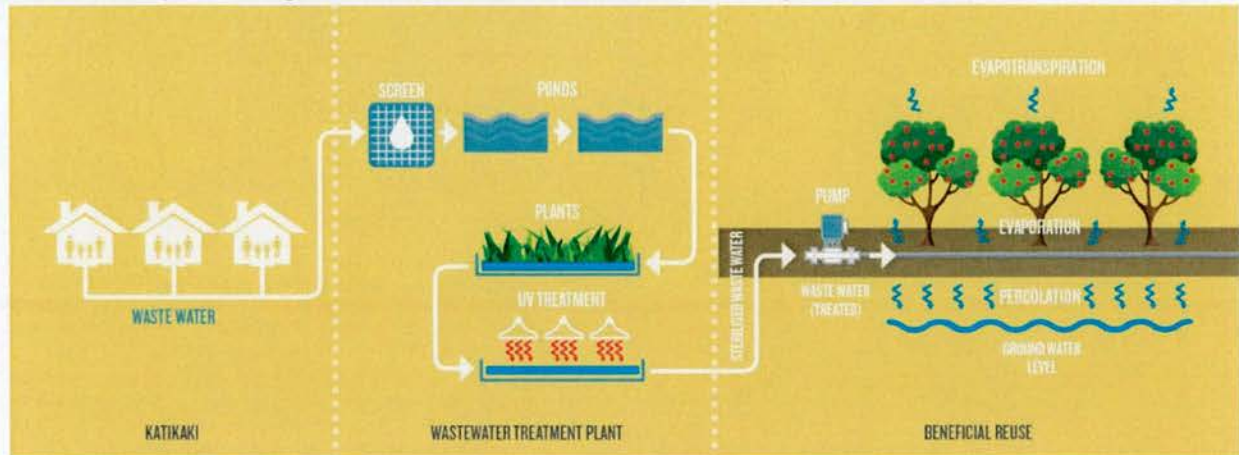 SCREEN
PONDS
PLANTS
UV TREATMENT
WASTE WATER
STERILISED WASTE WATER
EVAPOTRANSPIRATION
PUMP
EVAPORATION
WASTE WATER
(TREATED)
PERCOLATION
GROUND WATER
LEVEL
KATIKAKI
WASTEWATER TREATMENT PLANT
BENEFICIAL REUSE